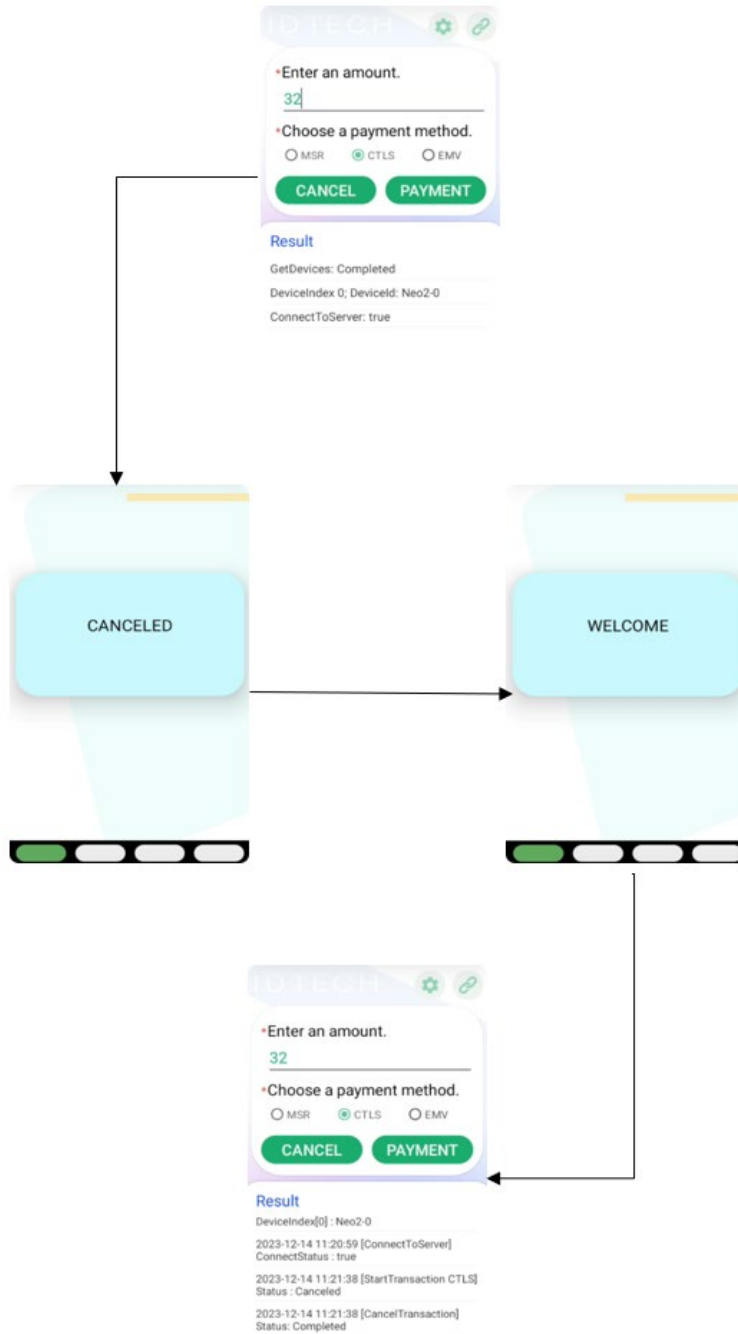 ID TECH
*Enter an amount.
32
*Choose a payment method.
MSR CTLS EMV
CANCEL PAYMENT
Result
GetDevices: Completed
DeviceIndex 0; DeviceId: Neo2-0
ConnectToServer: true
CANCELED
WELCOME
ID TECH
*Enter an amount.
32
*Choose a payment method.
MSR CTLS EMV
CANCEL PAYMENT
Result
DeviceIndex[0] : Neo2-0
2023-12-14 11:20:59 [ConnectToServer]
ConnectStatus : true
2023-12-14 11:21:38 [StartTransaction CTLS]
Status : Canceled
2023-12-14 11:21:38 [CancelTransaction]
Status: Completed